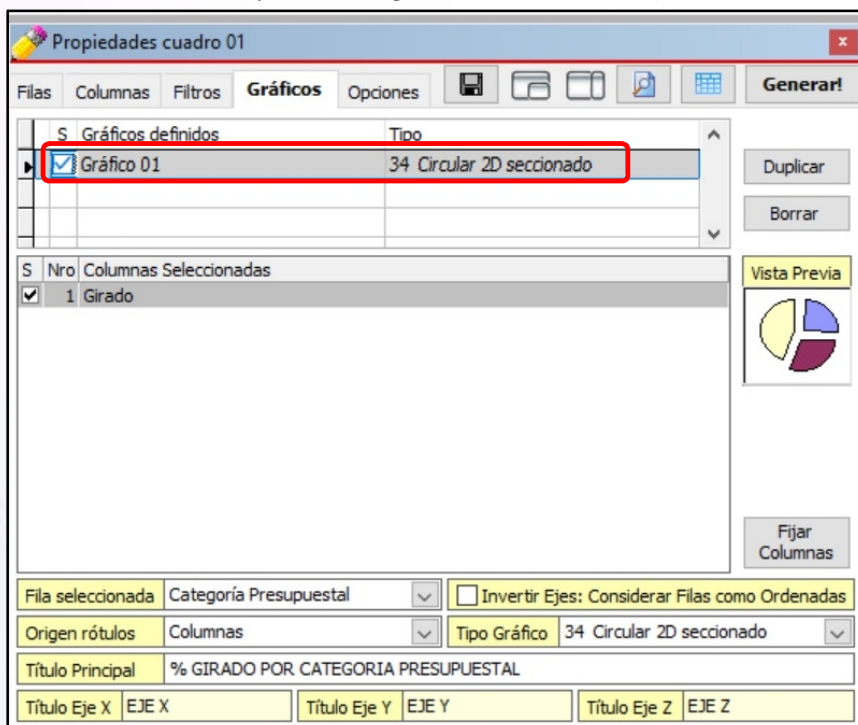 Propiedades cuadro 01
x
Filas Columnas Filtros Gráficos Opciones Generar!
S Gráficos definidos Tipo
Gráfico 01 34 Circular 2D seccionado
Duplicar
Borrar
S Nro Columnas Seleccionadas
1 Girado
Vista Previa
Fijar
Columnas
Fila seleccionada Categoría Presupuestal Invertir Ejes: Considerar Filas como Ordenadas
Origen rótulos Columnas Tipo Gráfico 34 Circular 2D seccionado
Título Principal % GIRADO POR CATEGORIA PRESUPUESTAL
Título Eje X EJE X Título Eje Y EJE Y Título Eje Z EJE Z